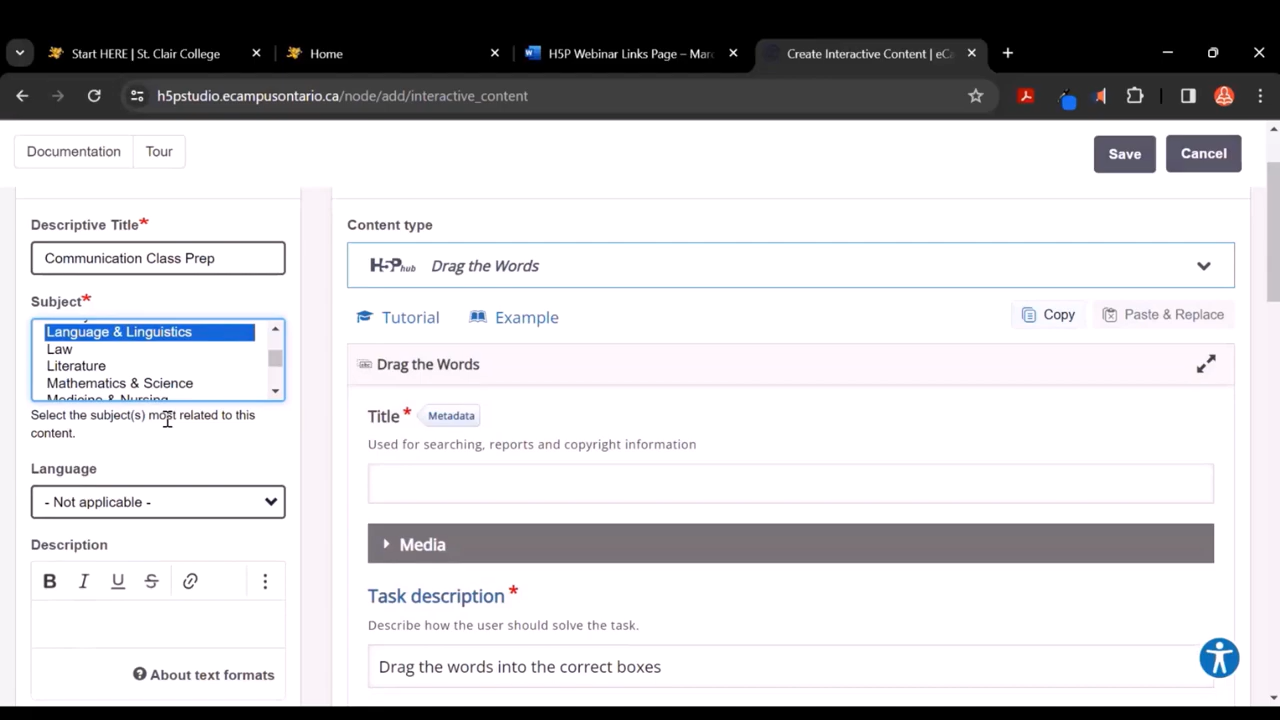 Start HERE | St. Clair College
Home
H5P Webinar Links Page – Marc
Create Interactive Content | eCa
h5pstudio.ecampusontario.ca/node/add/interactive_content
Documentation
Tour
Save
Cancel
Descriptive Title*
Communication Class Prep
Subject*
Language & Linguistics
Law
Literature
Mathematics & Science
Medicine & Nursing
Select the subject(s) most related to this
content.
Language
- Not applicable -
Description
B I U S
About text formats
Content type
H5P hub Drag the Words
Tutorial
Example
Copy
Paste & Replace
Drag the Words
Title * Metadata
Used for searching, reports and copyright information
Media
Task description *
Describe how the user should solve the task.
Drag the words into the correct boxes